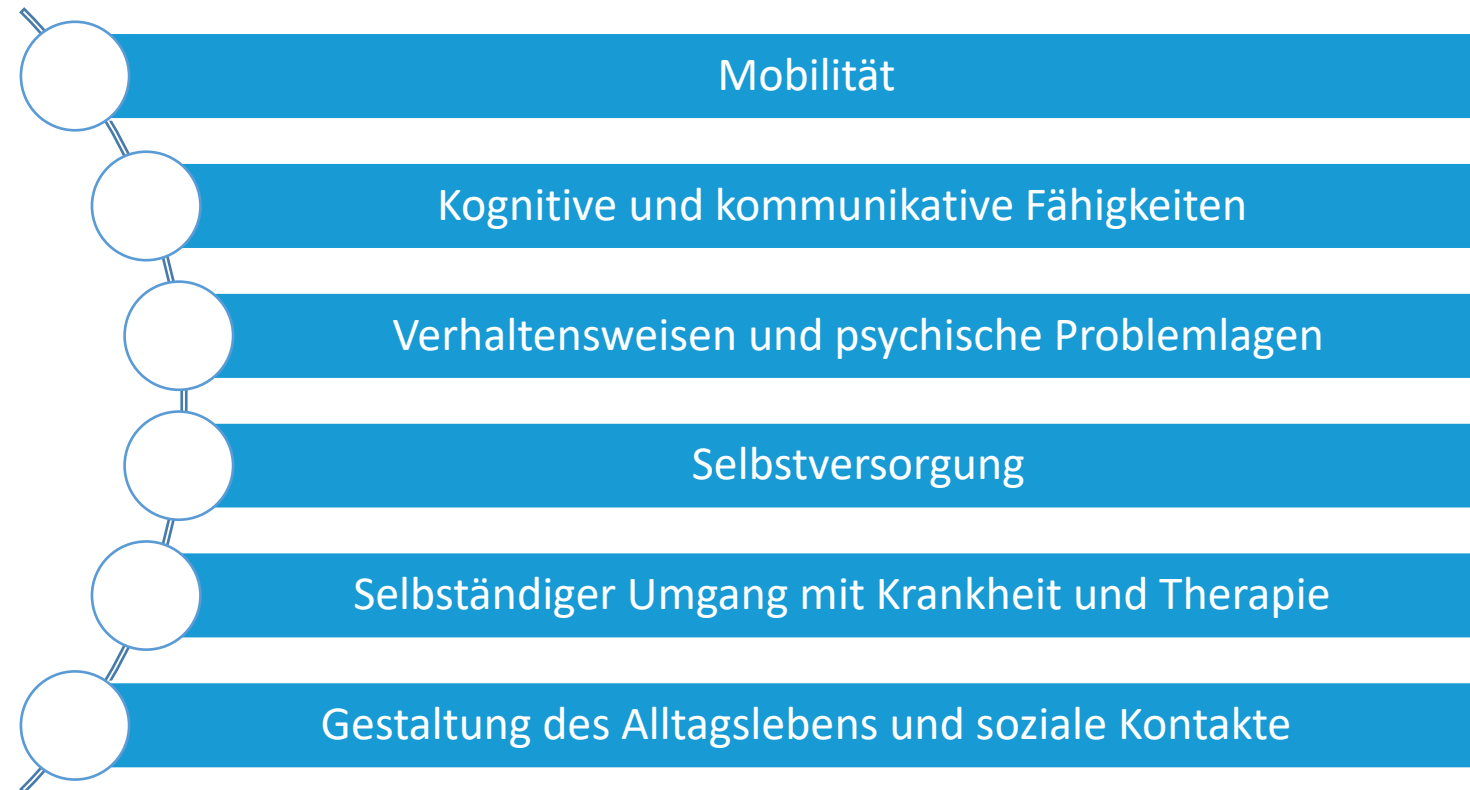 Mobilität
Kognitive und kommunikative Fähigkeiten
Verhaltensweisen und psychische Problemlagen
Selbstversorgung
Selbständiger Umgang mit Krankheit und Therapie
Gestaltung des Alltagslebens und soziale Kontakte